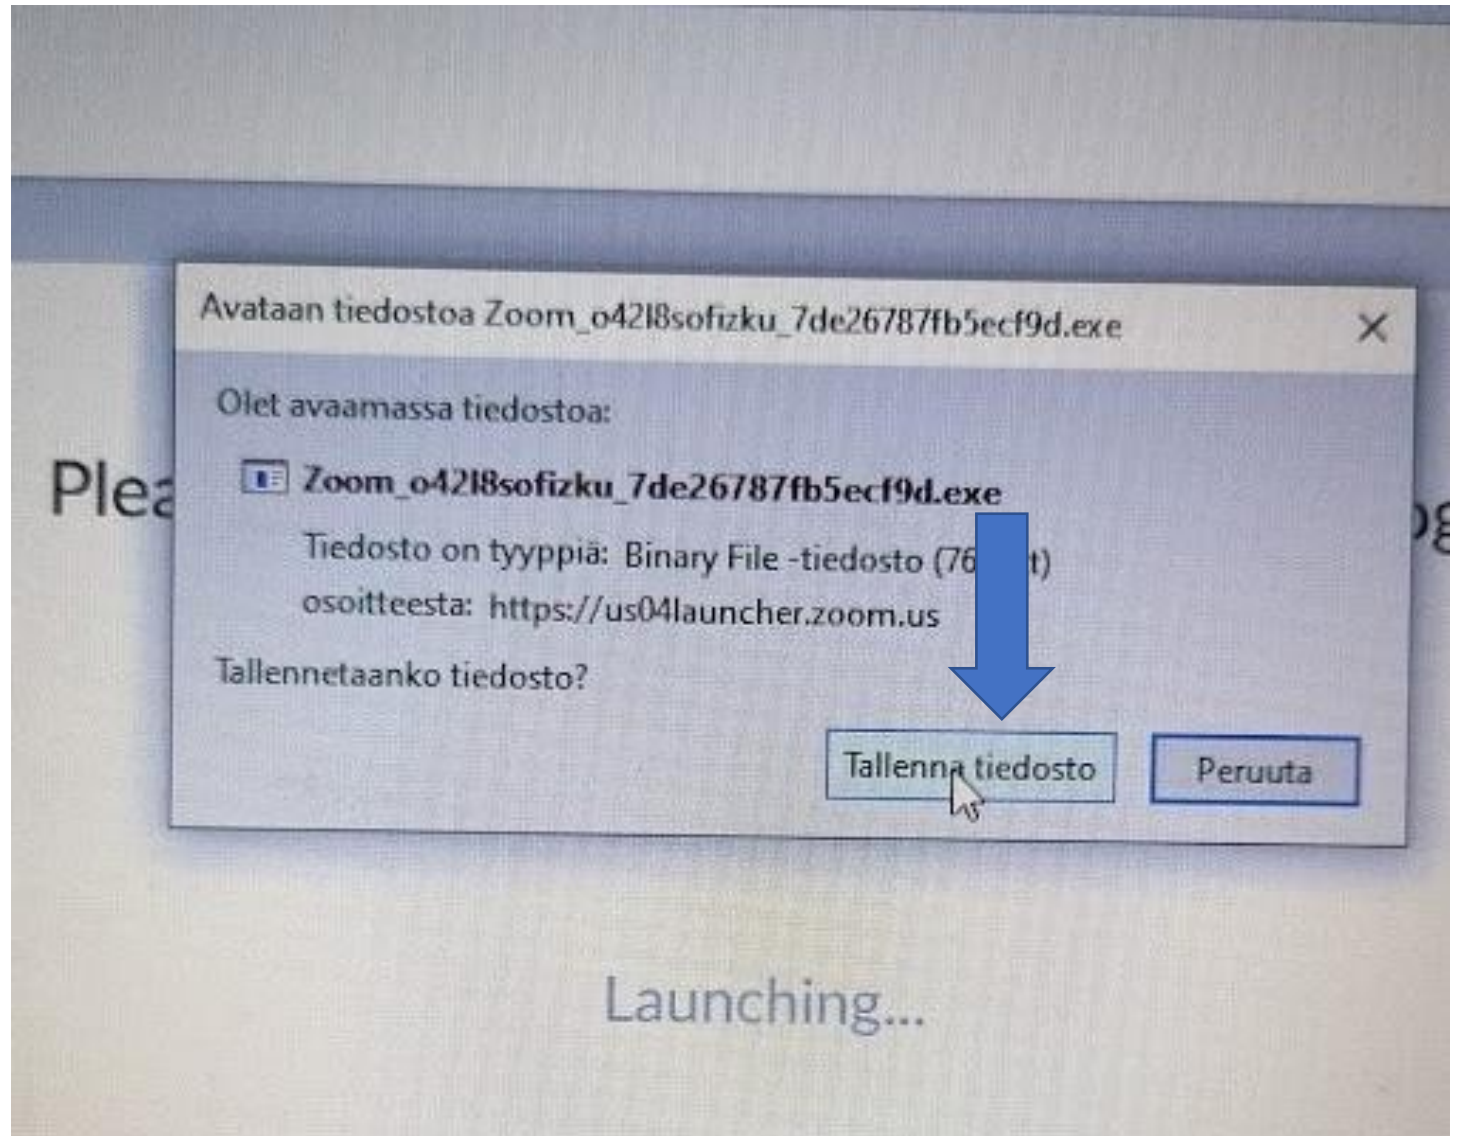 Avataan tiedostoa Zoom_o42l8sofizku_7de26787fb5ecf9d.exe
Olet avaamassa tiedostoa:
Zoom_o42l8sofizku_7de26787fb5ecf9d.exe
Tiedosto on tyyppiä: Binary File -tiedosto (76 t)
osoitteesta: https://us04launcher.zoom.us
Tallennetaanko tiedosto?
Tallenna tiedosto Peruuta
Launching...